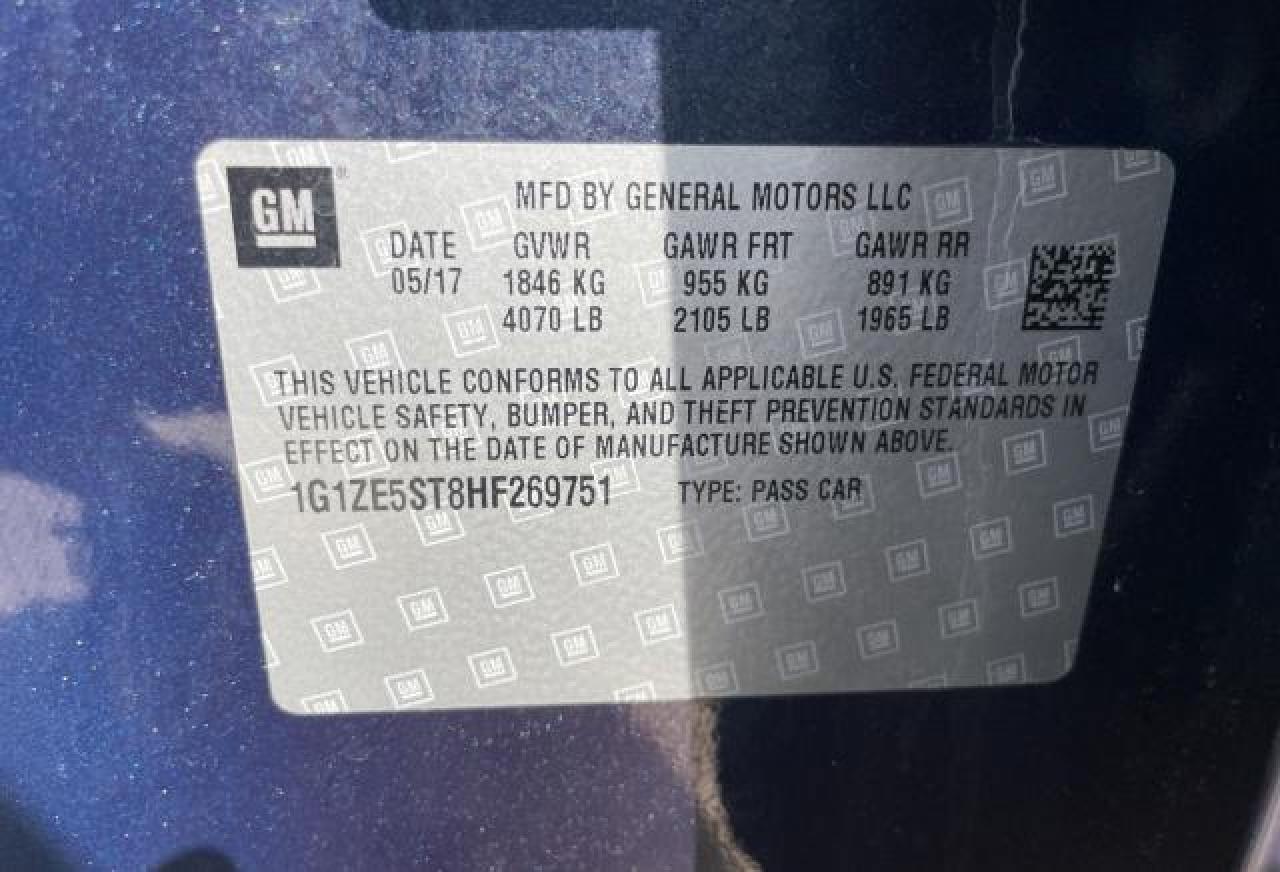 GM
MFD BY GENERAL MOTORS LLC
DATE GVWR GAWR FRT GAWR RR
05/17 1846 KG 955 KG 891 KG
4070 LB 2105 LB 1965 LB
THIS VEHICLE CONFORMS TO ALL APPLICABLE U.S. FEDERAL MOTOR
VEHICLE SAFETY, BUMPER, AND THEFT PREVENTION STANDARDS IN
EFFECT ON THE DATE OF MANUFACTURE SHOWN ABOVE.
1G1ZE5ST8HF269751 TYPE: PASS CAR